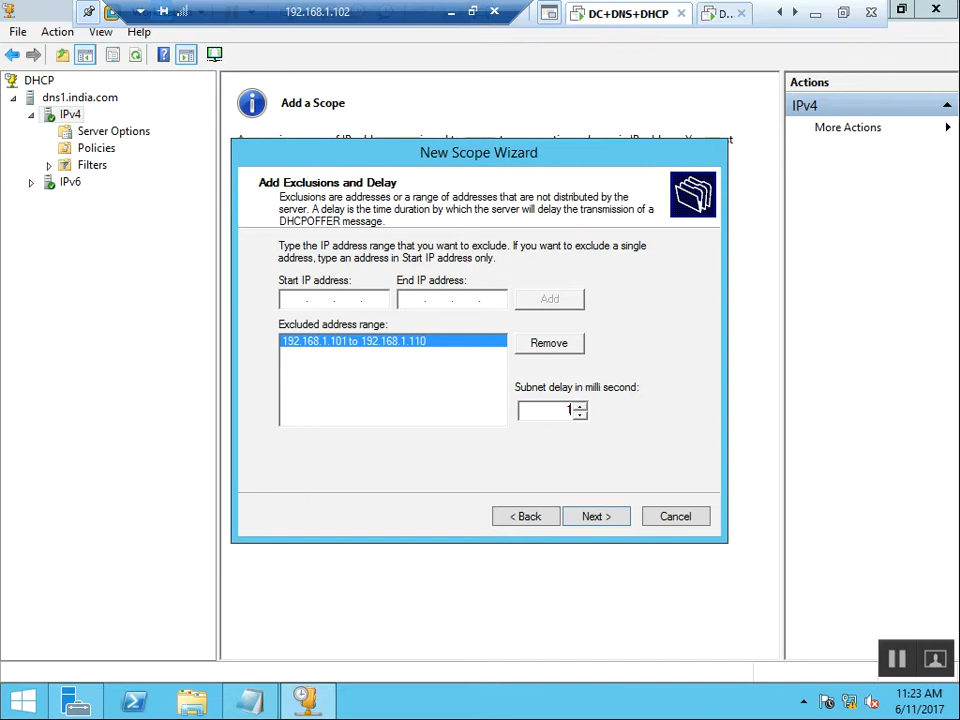 192.168.1.102
DC+DNS+DHCP
D..
File Action View Help
DHCP
dns1.india.com
IPv4
Server Options
Policies
Filters
IPv6
Add a Scope
New Scope Wizard
Add Exclusions and Delay
Exclusions are addresses or a range of addresses that are not distributed by the
server. A delay is the time duration by which the server will delay the transmission of a
DHCPOFFER message.
Type the IP address range that you want to exclude. If you want to exclude a single
address, type an address in Start IP address only.
Start IP address: End IP address:
Add
Excluded address range:
192.168.1.101 to 192.168.1.110
Remove
Subnet delay in milli second:
1
< Back Next > Cancel
Actions
IPv4
More Actions
11:23 AM
6/11/2017